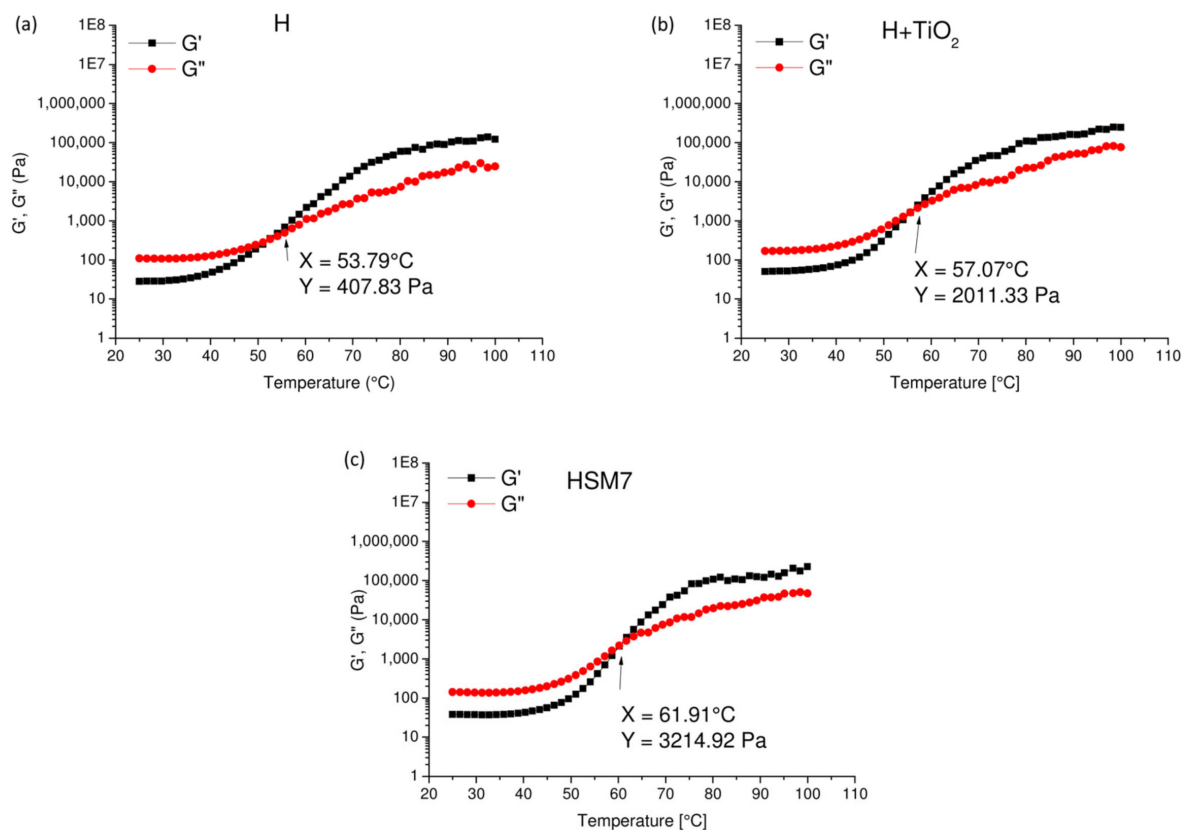 (a)
H
G'
G"
1E8
1E7
1,000,000
100,000
10,000
1,000
100
10
1
G', G" (Pa)
X = 53.79°C
Y = 407.83 Pa
20 30 40 50 60 70 80 90 100 110
Temperature (°C)
(b)
H+TiO₂
G'
G"
1E8
1E7
1,000,000
100,000
10,000
1,000
100
10
1
G', G" (Pa)
X = 57.07°C
Y = 2011.33 Pa
20 30 40 50 60 70 80 90 100 110
Temperature [°C]
(c)
HSM7
G'
G"
1E8
1E7
1,000,000
100,000
10,000
1,000
100
10
1
G', G" (Pa)
X = 61.91°C
Y = 3214.92 Pa
20 30 40 50 60 70 80 90 100 110
Temperature [°C]